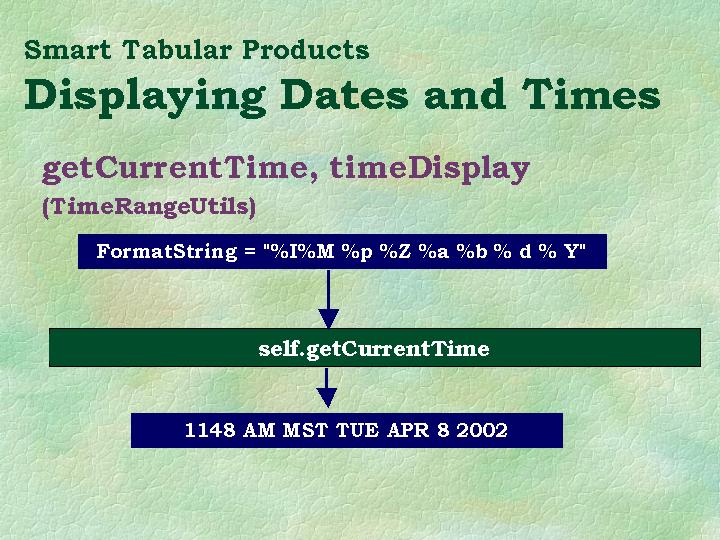 Smart Tabular Products
Displaying Dates and Times
getCurrentTime, timeDisplay
(TimeRangeUtils)
FormatString = "%I%M %p %Z %a %b % d % Y"
self.getCurrentTime
1148 AM MST TUE APR 8 2002